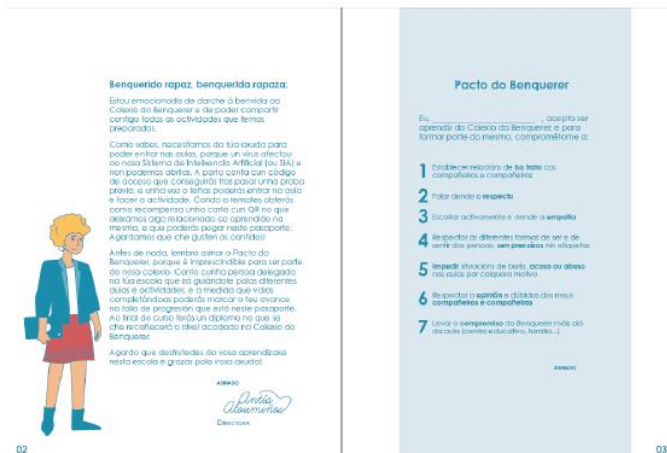 Benquerido rapaz, benquerida rapaza:
Estou emocionada de darche a benvida ao
Colexio do Benquerer e de poder compartir
contigo todas as actividades que temos
preparadas.
Como sabes, necesitamos da túa axuda para
poder entrar nas aulas, porque un virus afectou
ao noso Sistema de Intelixencia Artificial (ou SIA) e
non podemos abrilas. A porta conta cun código
de acceso que conseguirás tras pasar unha proba
previa, e unha vez o teñas poderás entrar na aula
e facer a actividade. Cando a remates obterás
como recompensa unha carta cun QR no que
deixamos algo relacionado co aprendido na
mesma, e que poderás pegar neste pasaporte.
Agardamos que che gusten os contidos!
Antes de nada, lembra asinar o Pacto do
Benquerer, porque é imprescindible para ser parte
do noso colexio. Conta cunha persoa delegada
na túa escola que irá guiándote polas diferentes
aulas e actividades, e a medida que vaias
completándoas poderás marcar o teu avance
na folla de progresión que está neste pasaporte.
Ao final de curso terás un diploma no que se
che recoñecerá o nivel acadado no Colexio do
Benquerer.
Agardo que desfrutedes da vosa aprendizaxe
nesta escola e grazas pola vosa axuda!
ASINADO
Antía
Aloumiños
DIRECTORA
02
Pacto do Benquerer
Eu, ______________________ , acepto ser
aprendiz do Colexio do Benquerer, e para
formar parte do mesmo, comprométome a:
1 Establecer relacións de bo trato cos
compañeiros e compañeiras
2 Falar dende o respecto
3 Escoitar activamente e dende a empatía
4 Respectar as diferentes formas de ser e de
sentir das persoas, sen prexuízos nin etiquetas
5 Impedir situacións de burla, acoso ou abuso
nas aulas por calquera motivo
6 Respectar a opinión e dúbidas dos meus
compañeiros e compañeiras
7 Levar o compromiso do Benquerer máis aló
da aula (centro educativo, familia...)
ASINADO
03